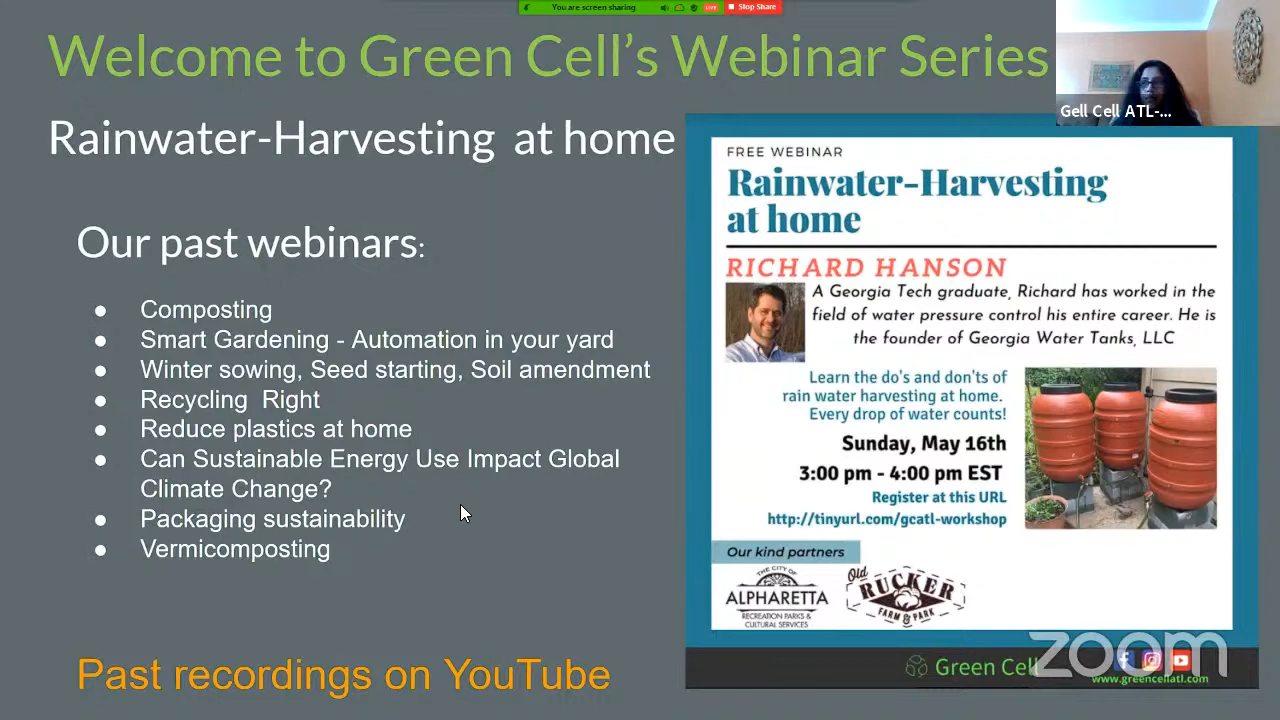 You are screen sharing
LIVE
Stop Share
Welcome to Green Cell's Webinar Series
Gell Cell ATL-...
Rainwater-Harvesting at home
Our past webinars:
● Composting
● Smart Gardening - Automation in your yard
● Winter sowing, Seed starting, Soil amendment
● Recycling Right
● Reduce plastics at home
● Can Sustainable Energy Use Impact Global
Climate Change?
● Packaging sustainability
● Vermicomposting
Past recordings on YouTube
FREE WEBINAR
Rainwater-Harvesting
at home
RICHARD HANSON
A Georgia Tech graduate, Richard has worked in the
field of water pressure control his entire career. He is
the founder of Georgia Water Tanks, LLC
Learn the do's and don'ts of
rain water harvesting at home.
Every drop of water counts!
Sunday, May 16th
3:00 pm - 4:00 pm EST
Register at this URL
http://tinyurl.com/gcatl-workshop
Our kind partners
THE CITY OF
ALPHARETTA
RECREATION PARKS &
CULTURAL SERVICES
Old
RUCKER
FARM & PARK
Green Cell
zoom
www.greencellatl.com